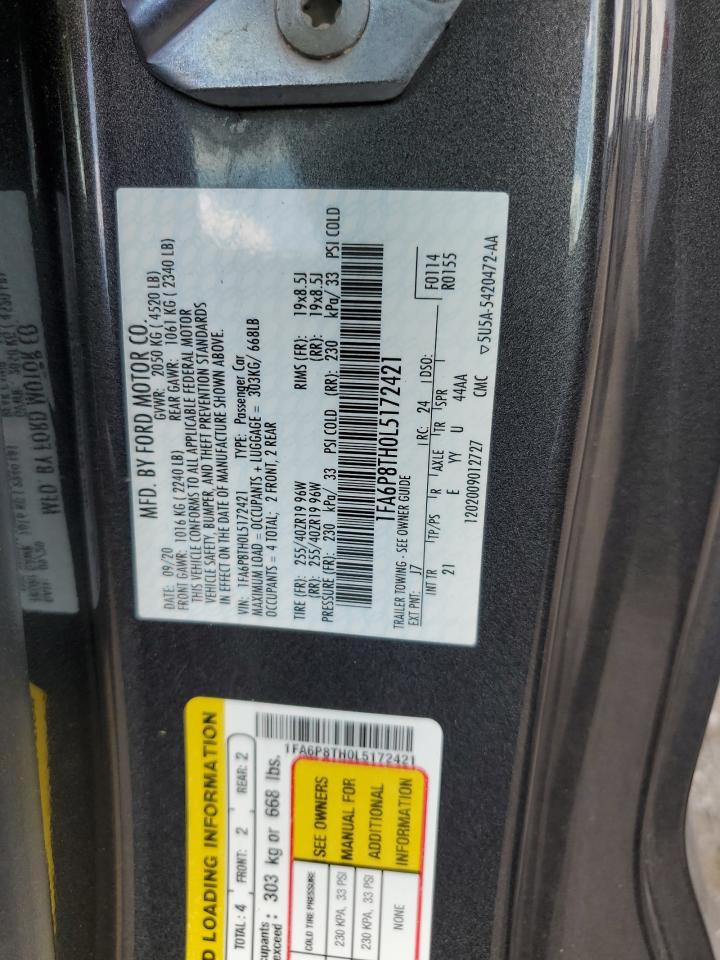 MFD. BY FORD MOTOR CO.
DATE: 09/20 GVWR: 2050 KG ( 4520 LB)
FRONT GAWR: 1016 KG (2240 LB) REAR GAWR: 1061 KG ( 2340 LB)
THIS VEHICLE CONFORMS TO ALL APPLICABLE FEDERAL MOTOR
VEHICLE SAFETY, BUMPER, AND THEFT PREVENTION STANDARDS
IN EFFECT ON THE DATE OF MANUFACTURE SHOWN ABOVE.
VIN: 1FA6P8TH0L5172421 TYPE: Passenger Car
MAXIMUM LOAD = OCCUPANTS + LUGGAGE = 303KG/ 668LB
OCCUPANTS = 4 TOTAL; 2 FRONT, 2 REAR
TIRE (FR): 255/40ZR19 96W RIMS (FR): 19x8.5J
(RR): 255/40ZR19 96W (RR): 19x8.5J
PRESSURE (FR): 230 kPa/ 33 PSI COLD (RR): 230 kPa/ 33 PSI COLD
1FA6P8TH0L5172421
TRAILER TOWING - SEE OWNER GUIDE
EXT PNT: J7 RC: 24 DSO: F0114
R0155
INT TR TP/PS R AXLE TR SPR
21 E YY U 44AA
1202009012727 CMC ▽5U5A-5420472-AA
D LOADING INFORMATION
TOTAL: 4 FRONT: 2 REAR: 2
cupants
exceed : 303 kg or 668 lbs.
1FA6P8TH0L5172421
COLD TIRE PRESSURE
230 KPA, 33 PSI
230 KPA, 33 PSI
NONE
SEE OWNERS
MANUAL FOR
ADDITIONAL
INFORMATION